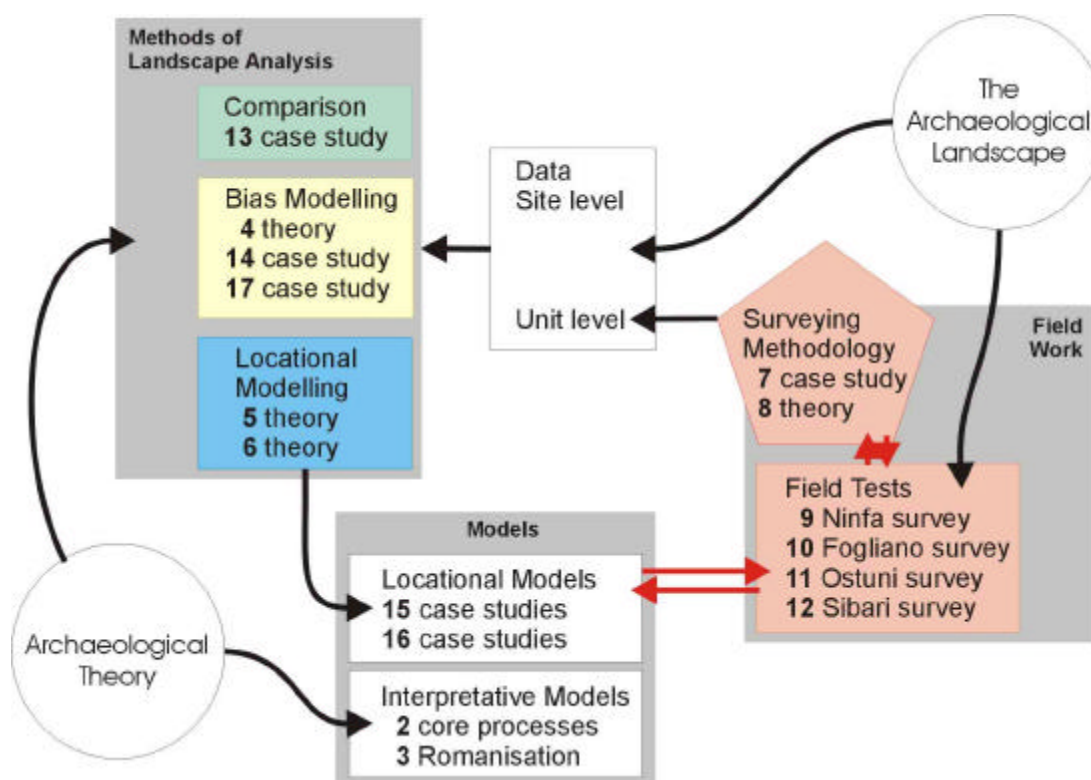 Methods of
Landscape Analysis
Comparison
13 case study
Bias Modelling
4 theory
14 case study
17 case study
Locational
Modelling
5 theory
6 theory
Data
Site level
Unit level
The
Archaeological
Landscape
Field
Work
Surveying
Methodology
7 case study
8 theory
Field Tests
9 Ninfa survey
10 Fogliano survey
11 Ostuni survey
12 Sibari survey
Models
Locational Models
15 case studies
16 case studies
Interpretative Models
2 core processes
3 Romanisation
Archaeological
Theory